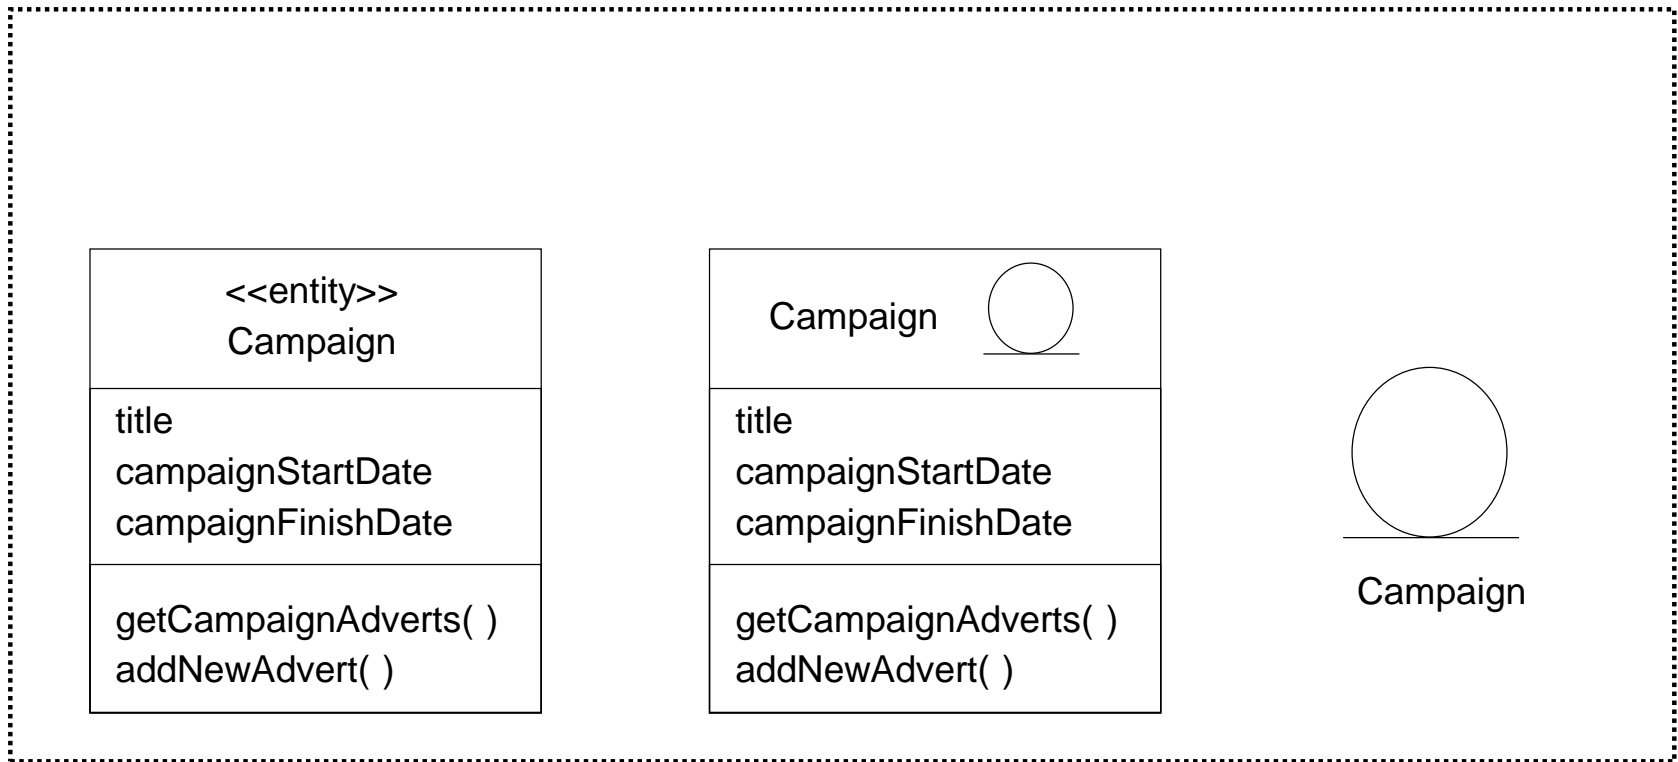 <<entity>>
Campaign
title
campaignStartDate
campaignFinishDate
getCampaignAdverts( )
addNewAdvert( )
Campaign
title
campaignStartDate
campaignFinishDate
getCampaignAdverts( )
addNewAdvert( )
Campaign